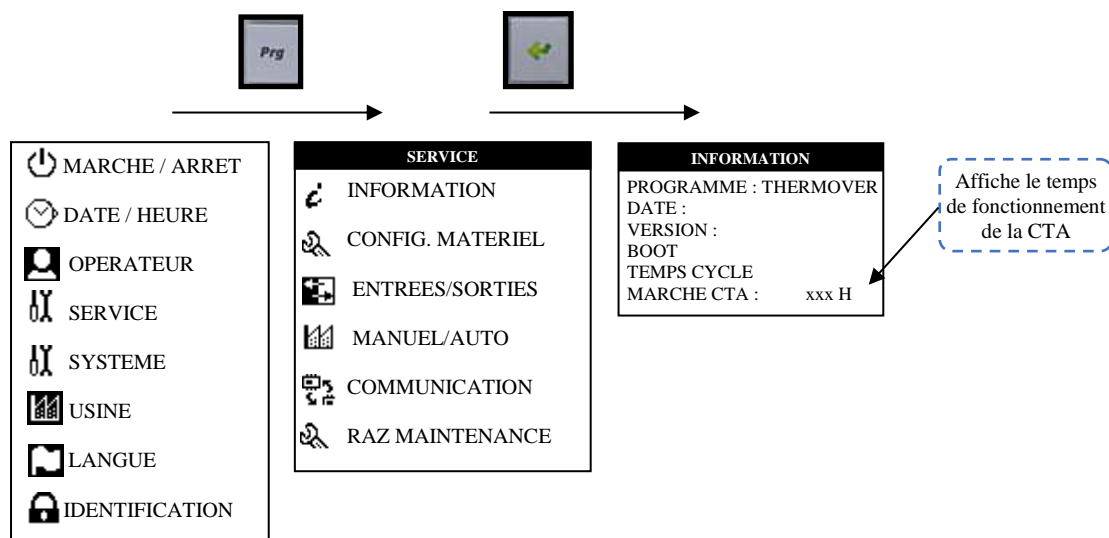 Prg
MARCHE / ARRET
DATE / HEURE
OPERATEUR
SERVICE
SYSTEME
USINE
LANGUE
IDENTIFICATION
SERVICE
INFORMATION
CONFIG. MATERIEL
ENTREES/SORTIES
MANUEL/AUTO
COMMUNICATION
RAZ MAINTENANCE
INFORMATION
PROGRAMME : THERMOVER
DATE :
VERSION :
BOOT
TEMPS CYCLE
MARCHE CTA : xxx H
Affiche le temps
de fonctionnement
de la CTA